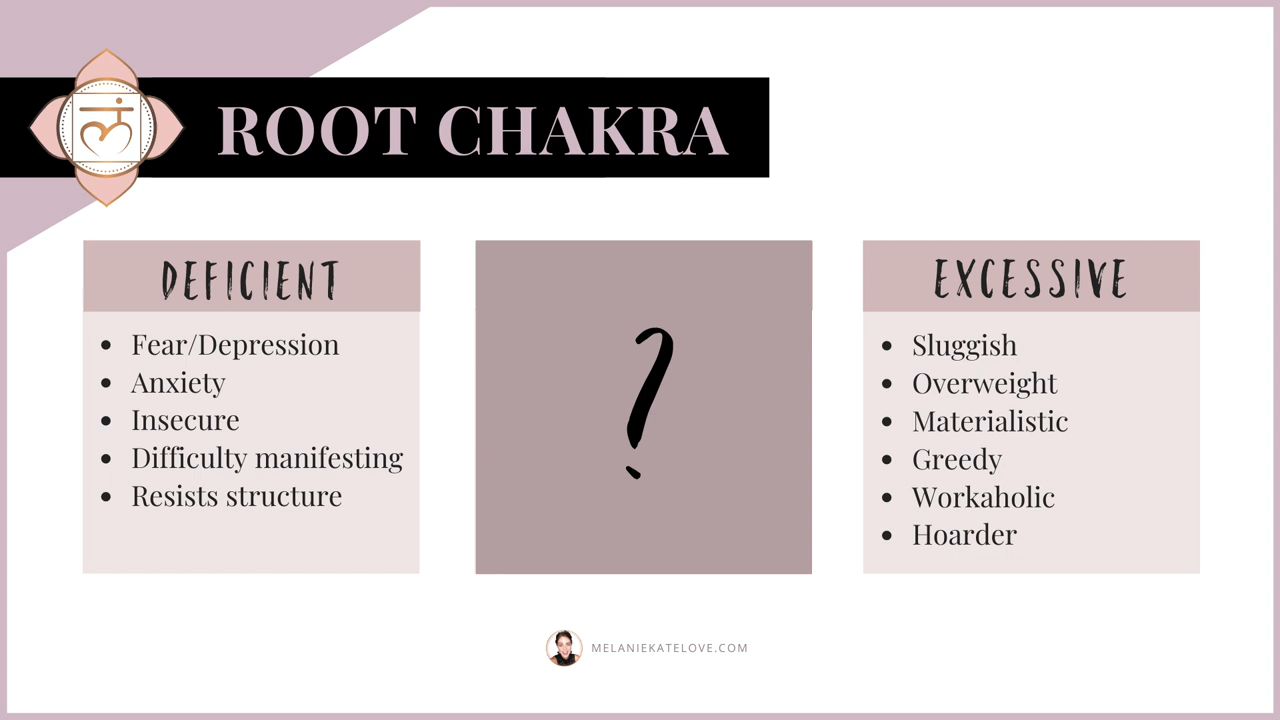 लं
ROOT CHAKRA
DEFICIENT
• Fear/Depression
• Anxiety
• Insecure
• Difficulty manifesting
• Resists structure
?
EXCESSIVE
• Sluggish
• Overweight
• Materialistic
• Greedy
• Workaholic
• Hoarder
MELANIEKATELOVE.COM